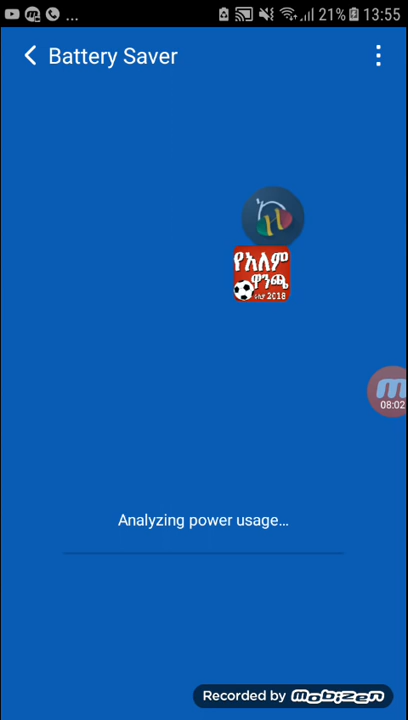 ... 21% 13:55
Battery Saver
H
የአለም
ዋንጫ
2018
08:02
Analyzing power usage...
Recorded by mobizen